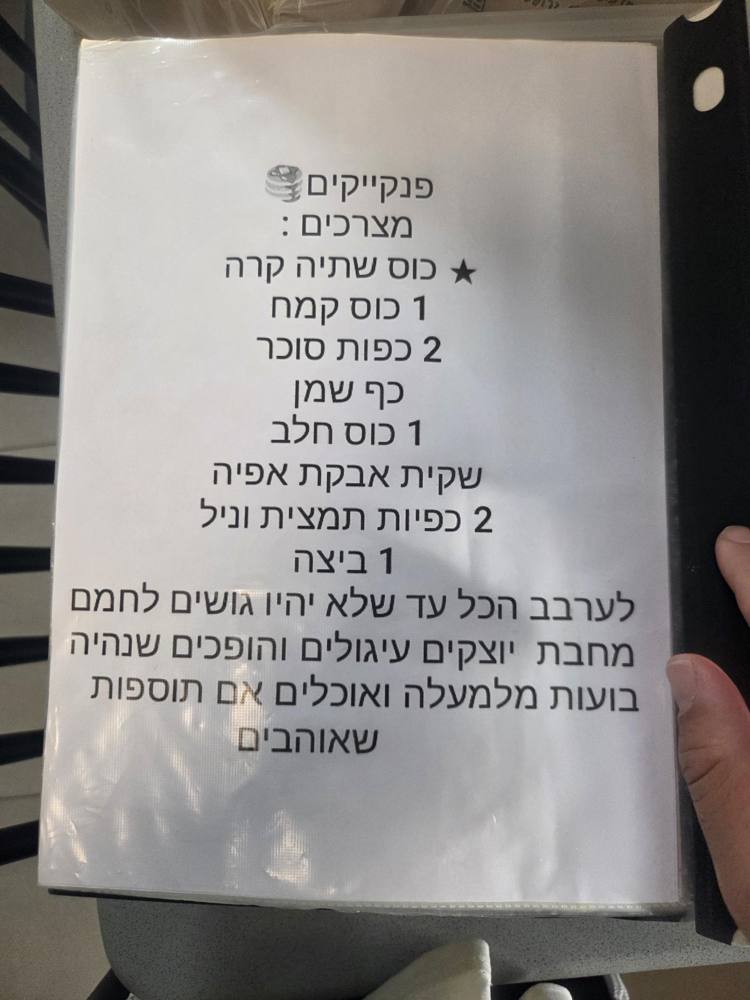 פנקייקים🥞
מצרכים :
★ כוס שתיה קרה
1 כוס קמח
2 כפות סוכר
כף שמן
1 כוס חלב
שקית אבקת אפיה
2 כפיות תמצית וניל
1 ביצה
לערבב הכל עד שלא יהיו גושים לחמם
מחבת יוצקים עיגולים והופכים שנהיה
בועות מלמעלה ואוכלים אם תוספות
שאוהבים